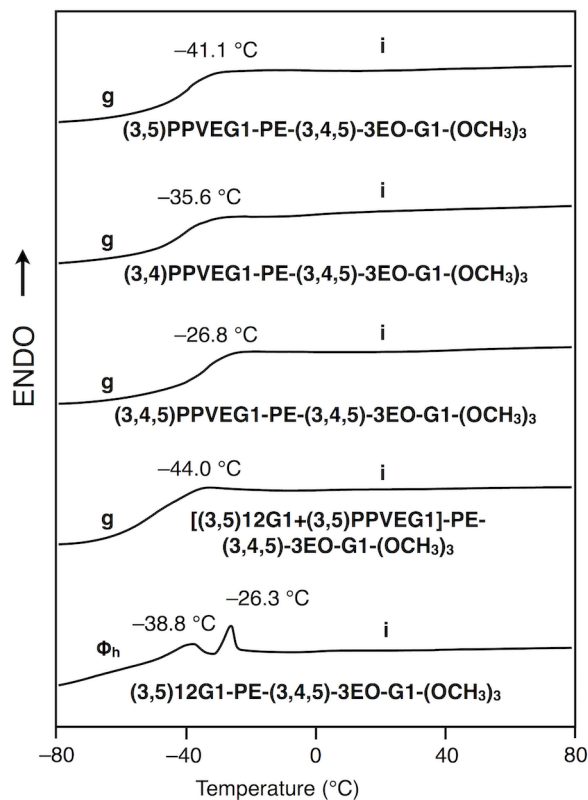 −41.1 °C
i
g
(3,5)PPVEG1-PE-(3,4,5)-3EO-G1-(OCH₃)₃
−35.6 °C
i
g
(3,4)PPVEG1-PE-(3,4,5)-3EO-G1-(OCH₃)₃
ENDO
−26.8 °C
i
g
(3,4,5)PPVEG1-PE-(3,4,5)-3EO-G1-(OCH₃)₃
−44.0 °C
i
g
[(3,5)12G1+(3,5)PPVEG1]-PE-
(3,4,5)-3EO-G1-(OCH₃)₃
−26.3 °C
−38.8 °C
i
Φh
(3,5)12G1-PE-(3,4,5)-3EO-G1-(OCH₃)₃
−80 −40 0 40 80
Temperature (°C)